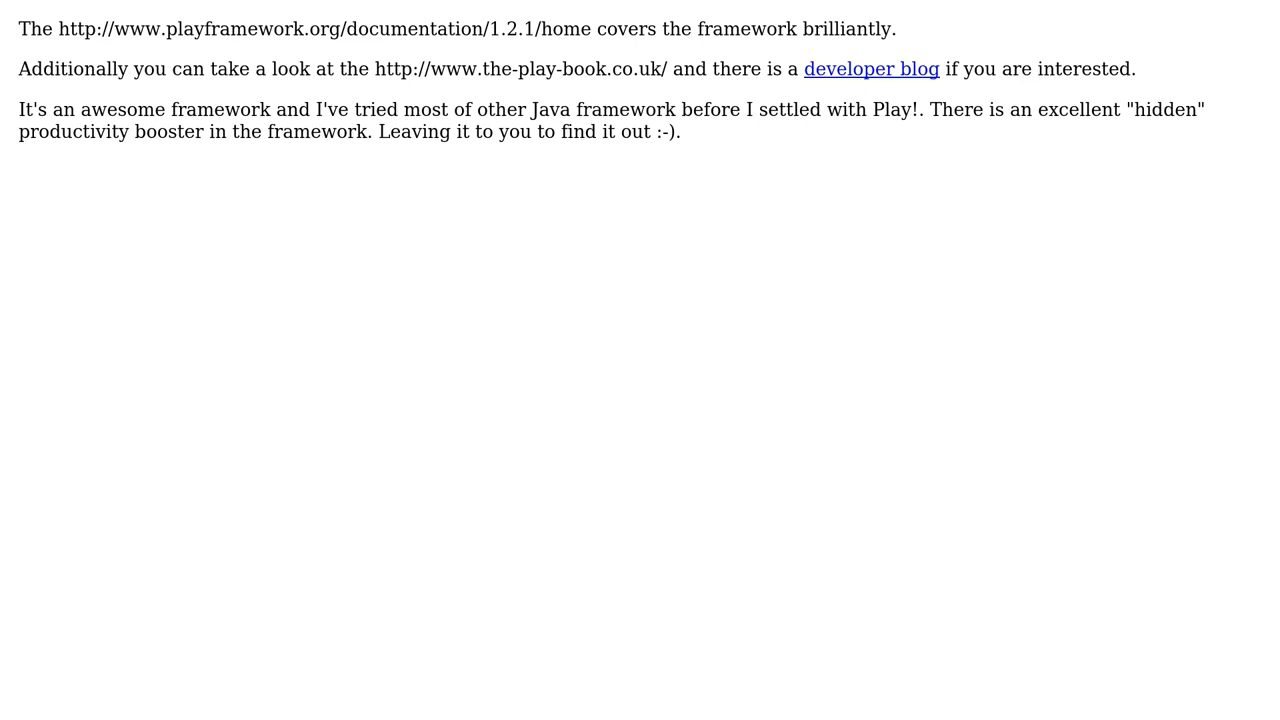 The http://www.playframework.org/documentation/1.2.1/home covers the framework brilliantly.
Additionally you can take a look at the http://www.the-play-book.co.uk/ and there is a developer blog if you are interested.
It's an awesome framework and I've tried most of other Java framework before I settled with Play!. There is an excellent "hidden"
productivity booster in the framework. Leaving it to you to find it out :-).